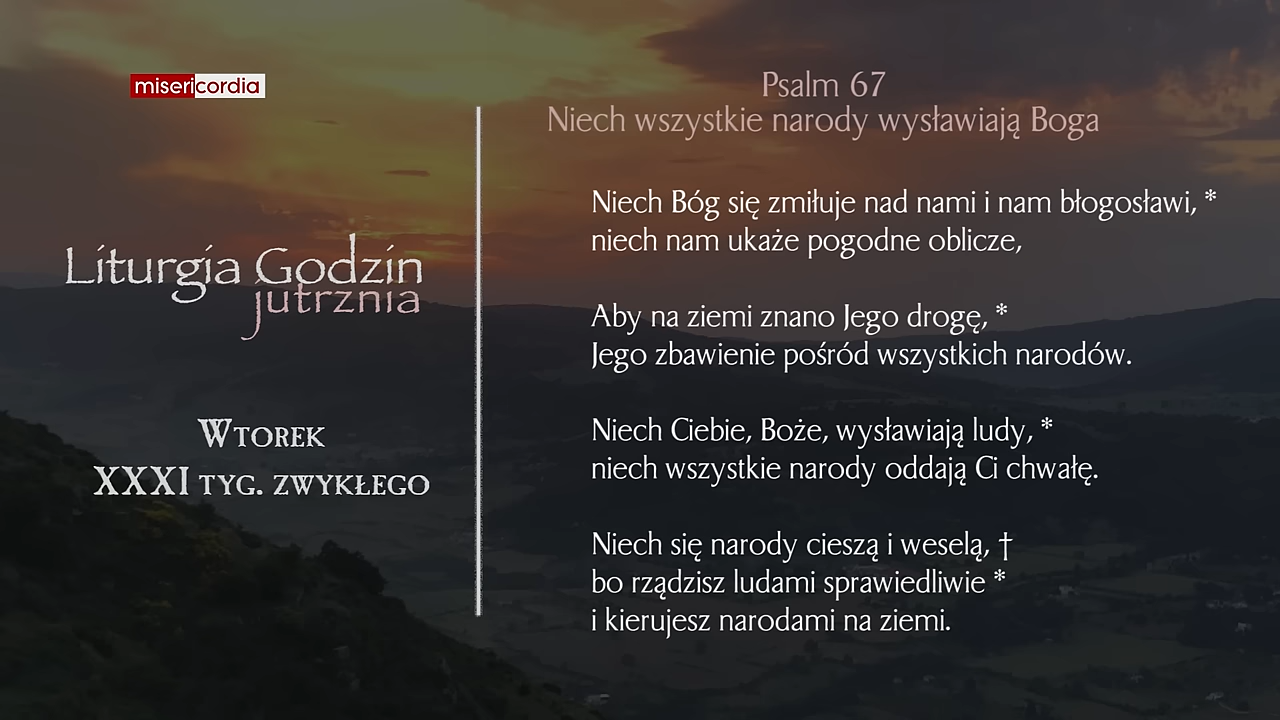 misericordia
Liturgia Godzin
jutrznia
Wtorek
XXXI tyg. zwykłego
Psalm 67
Niech wszystkie narody wysławiają Boga
Niech Bóg się zmiłuje nad nami i nam błogosławi, *
niech nam ukaże pogodne oblicze,
Aby na ziemi znano Jego drogę, *
Jego zbawienie pośród wszystkich narodów.
Niech Ciebie, Boże, wysławiają ludy, *
niech wszystkie narody oddają Ci chwałę.
Niech się narody cieszą i weselą, †
bo rządzisz ludami sprawiedliwie *
i kierujesz narodami na ziemi.